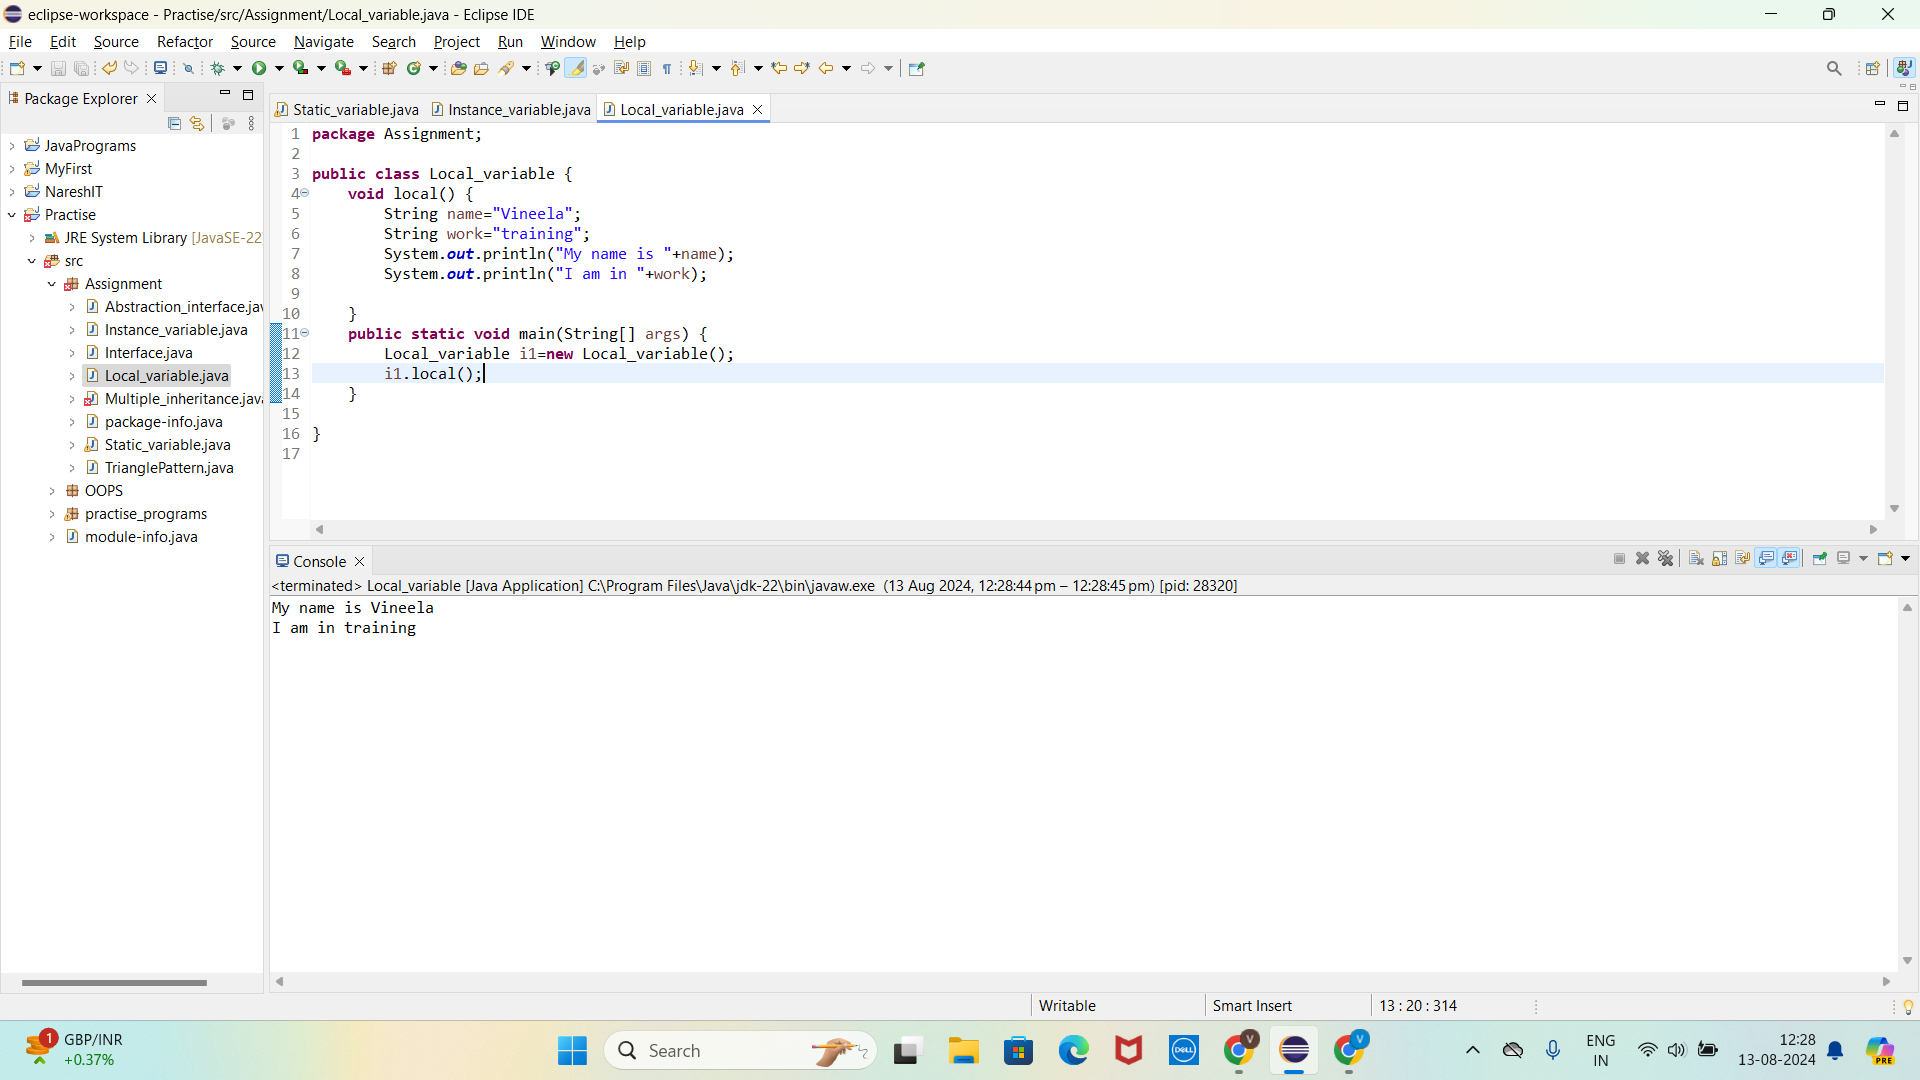 eclipse-workspace - Practise/src/Assignment/Local_variable.java - Eclipse IDE
File Edit Source Refactor Source Navigate Search Project Run Window Help
Package Explorer
JavaPrograms
MyFirst
NareshIT
Practise
JRE System Library [JavaSE-22
src
Assignment
Abstraction_interface.jav
Instance_variable.java
Interface.java
Local_variable.java
Multiple_inheritance.java
package-info.java
Static_variable.java
TrianglePattern.java
OOPS
practise_programs
module-info.java
Static_variable.java Instance_variable.java Local_variable.java
1 package Assignment;
2
3 public class Local_variable {
4 void local() {
5 String name="Vineela";
6 String work="training";
7 System.out.println("My name is "+name);
8 System.out.println("I am in "+work);
9
10 }
11 public static void main(String[] args) {
12 Local_variable i1=new Local_variable();
13 i1.local();
14 }
15
16 }
17
Console
<terminated> Local_variable [Java Application] C:\Program Files\Java\jdk-22\bin\javaw.exe (13 Aug 2024, 12:28:44 pm – 12:28:45 pm) [pid: 28320]
My name is Vineela
I am in training
Writable Smart Insert 13 : 20 : 314
1 GBP/INR
+0.37%
Search
DELL
V
V
ENG
IN
12:28
13-08-2024
PRE